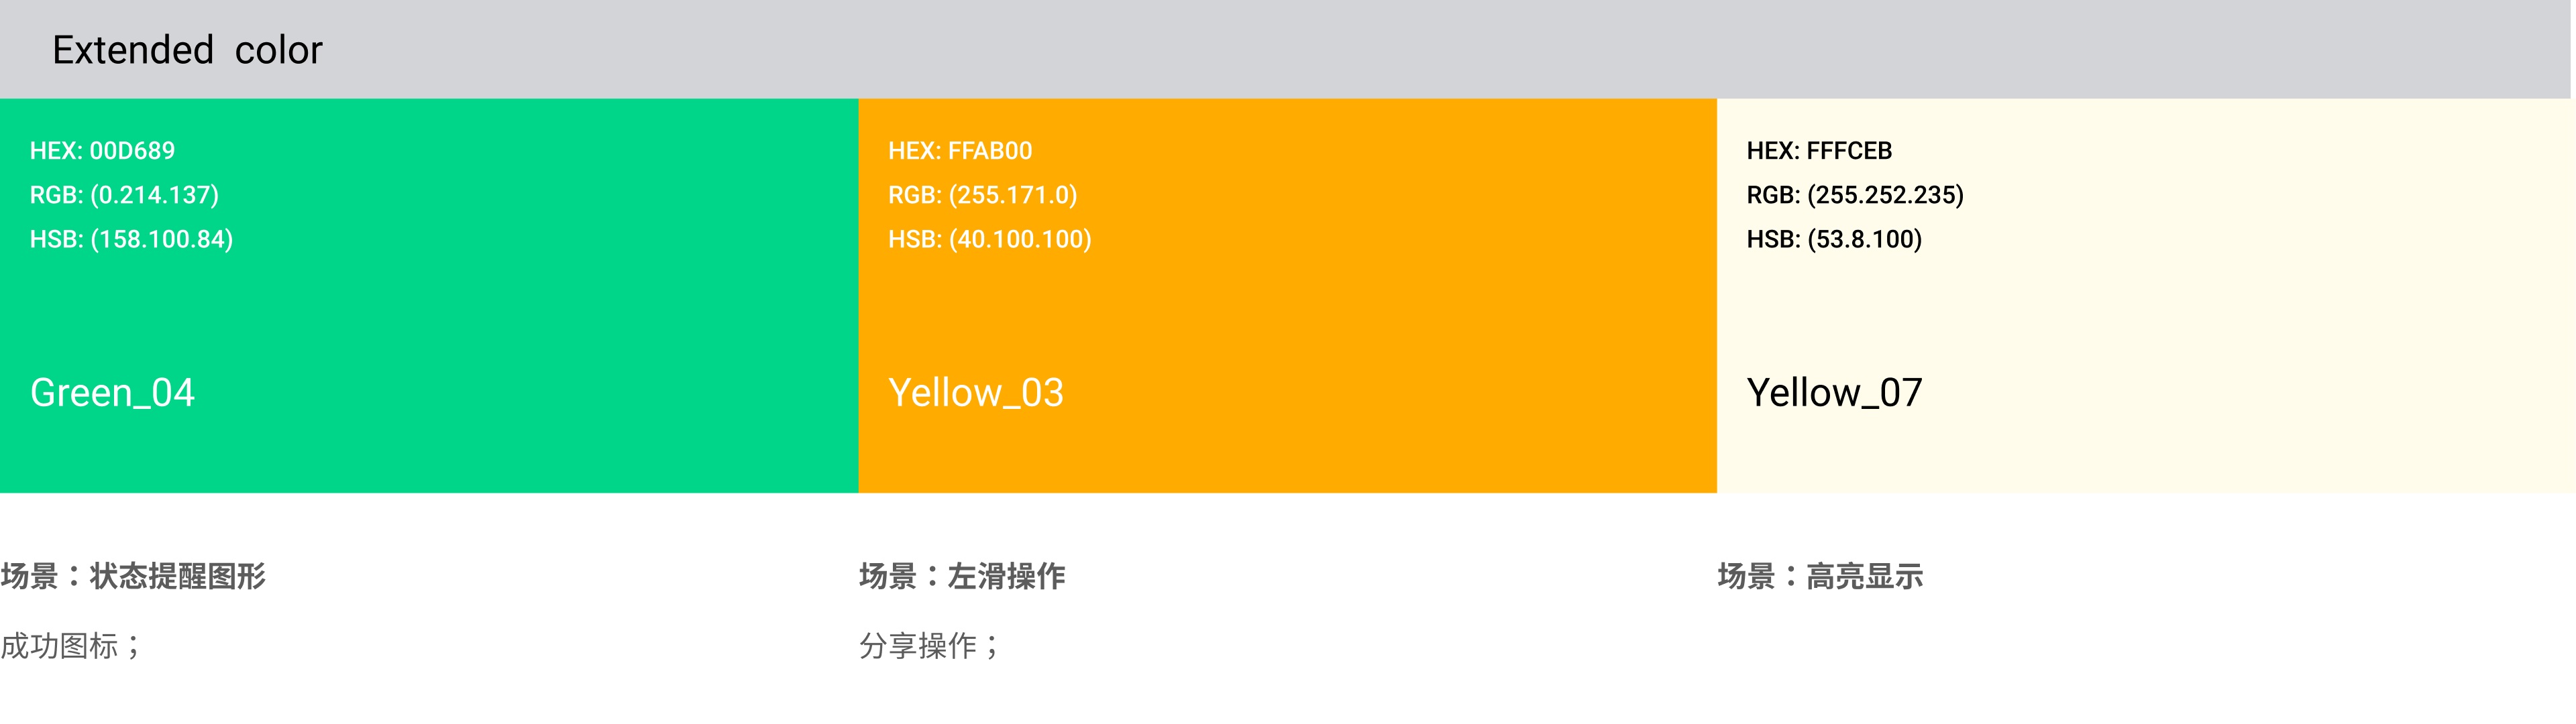 Extended color
HEX: 00D689
RGB: (0.214.137)
HSB: (158.100.84)
Green_04
HEX: FFAB00
RGB: (255.171.0)
HSB: (40.100.100)
Yellow_03
HEX: FFFCEB
RGB: (255.252.235)
HSB: (53.8.100)
Yellow_07
场景：状态提醒图形
成功图标；
场景：左滑操作
分享操作；
场景：高亮显示